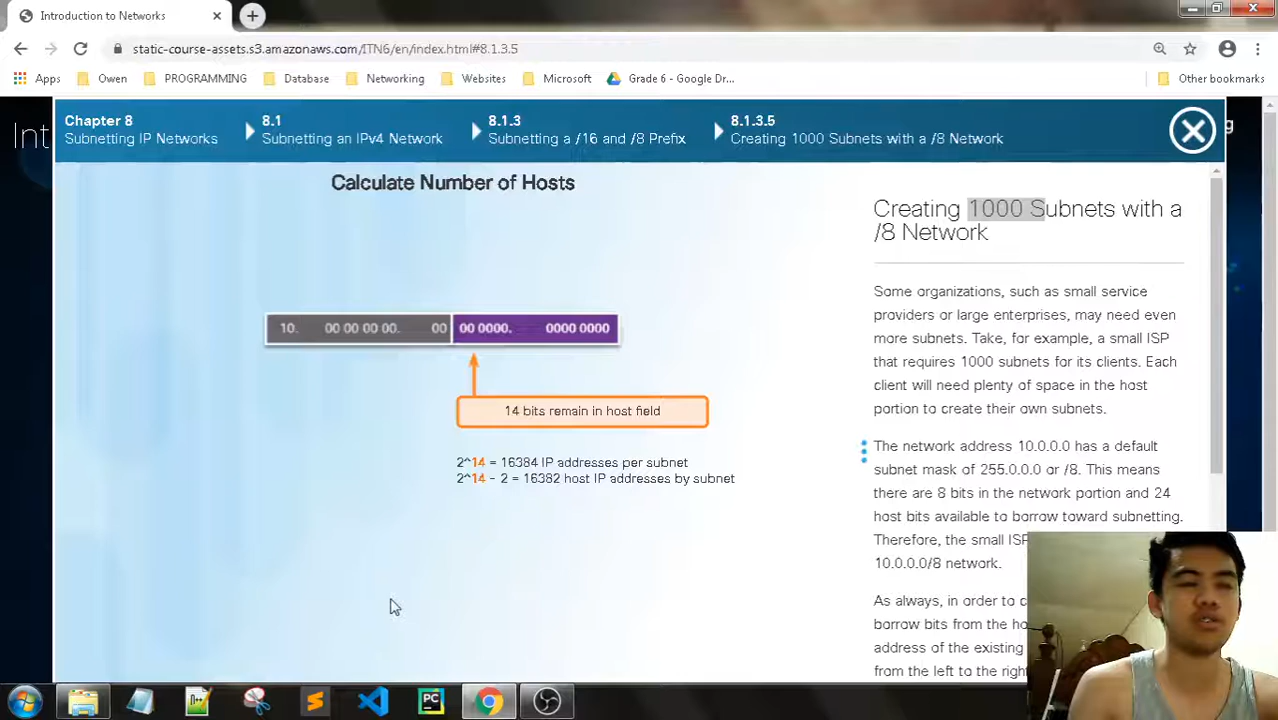 Introduction to Networks
static-course-assets.s3.amazonaws.com/ITN6/en/index.html#8.1.3.5
Apps Owen PROGRAMMING Database Networking Websites Microsoft Grade 6 - Google Dr... Other bookmarks
Int
g
Chapter 8 8.1 8.1.3 8.1.3.5
Subnetting IP Networks Subnetting an IPv4 Network Subnetting a /16 and /8 Prefix Creating 1000 Subnets with a /8 Network
Calculate Number of Hosts
10. 00 00 00 00. 00 00 0000. 0000 0000
14 bits remain in host field
2^14 = 16384 IP addresses per subnet
2^14 - 2 = 16382 host IP addresses by subnet
Creating 1000 Subnets with a
/8 Network
Some organizations, such as small service
providers or large enterprises, may need even
more subnets. Take, for example, a small ISP
that requires 1000 subnets for its clients. Each
client will need plenty of space in the host
portion to create their own subnets.
The network address 10.0.0.0 has a default
subnet mask of 255.0.0.0 or /8. This means
there are 8 bits in the network portion and 24
host bits available to borrow toward subnetting.
Therefore, the small ISP
10.0.0.0/8 network.
As always, in order to c
borrow bits from the ho
address of the existing
from the left to the righ
PC